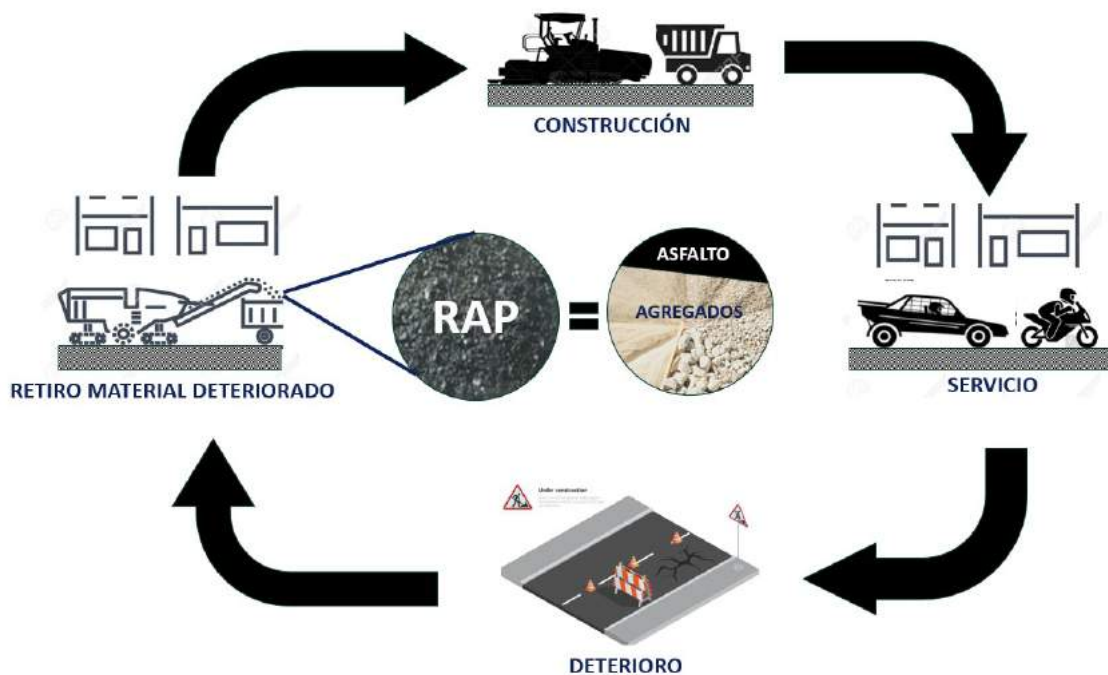 CONSTRUCCIÓN
ASFALTO
RAP
=
AGREGADOS
RETIRO MATERIAL DETERIORADO
SERVICIO
Under construction
DETERIORO